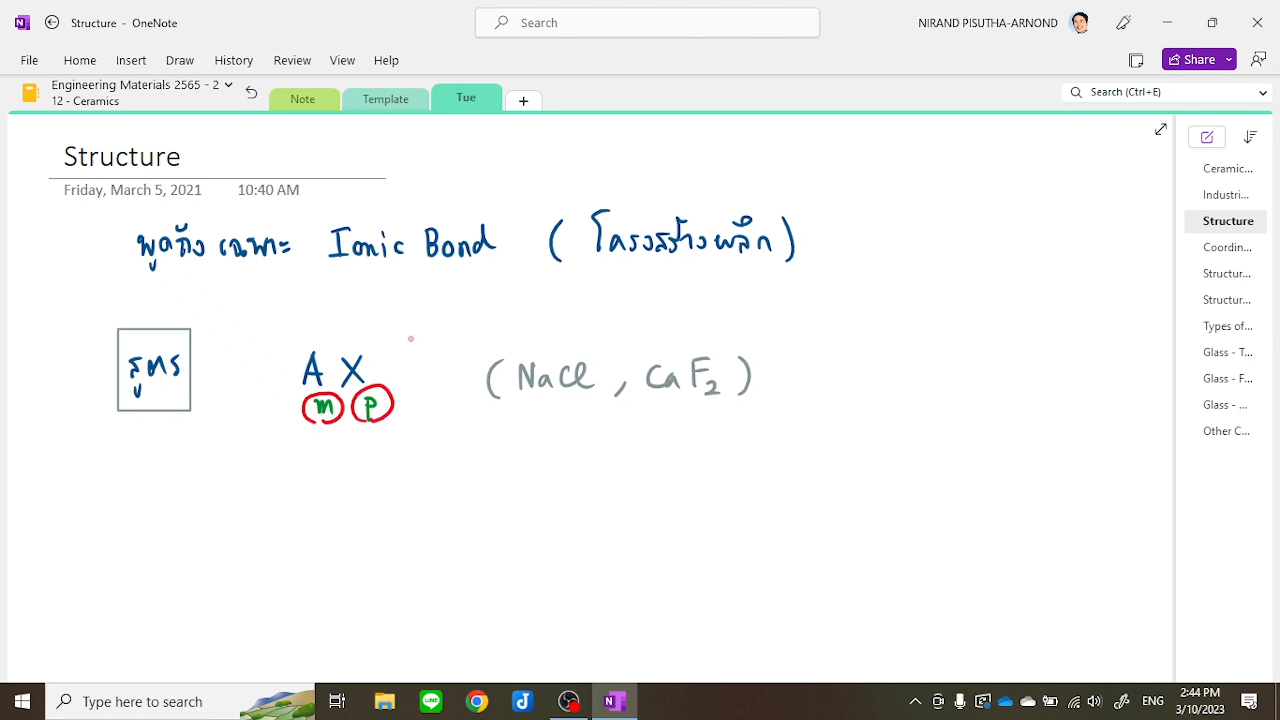 Structure - OneNote
Search
NIRAND PISUTHA-ARNOND
File Home Insert Draw History Review View Help
Share
Engineering Materials 2565 - 2
12 - Ceramics
Note Template Tue +
Search (Ctrl+E)
Structure
Friday, March 5, 2021 10:40 AM
พูดถึงเฉพาะ Ionic Bond (โครงสร้างผลึก)
สูตร
A X (NaCl, CaF2)
m p
Ceramic...
Industri...
Structure
Coordin...
Structur...
Structur...
Types of...
Glass - T...
Glass - F...
Glass - ...
Other C...
Type here to search
LINE
ENG
2:44 PM
3/10/2023